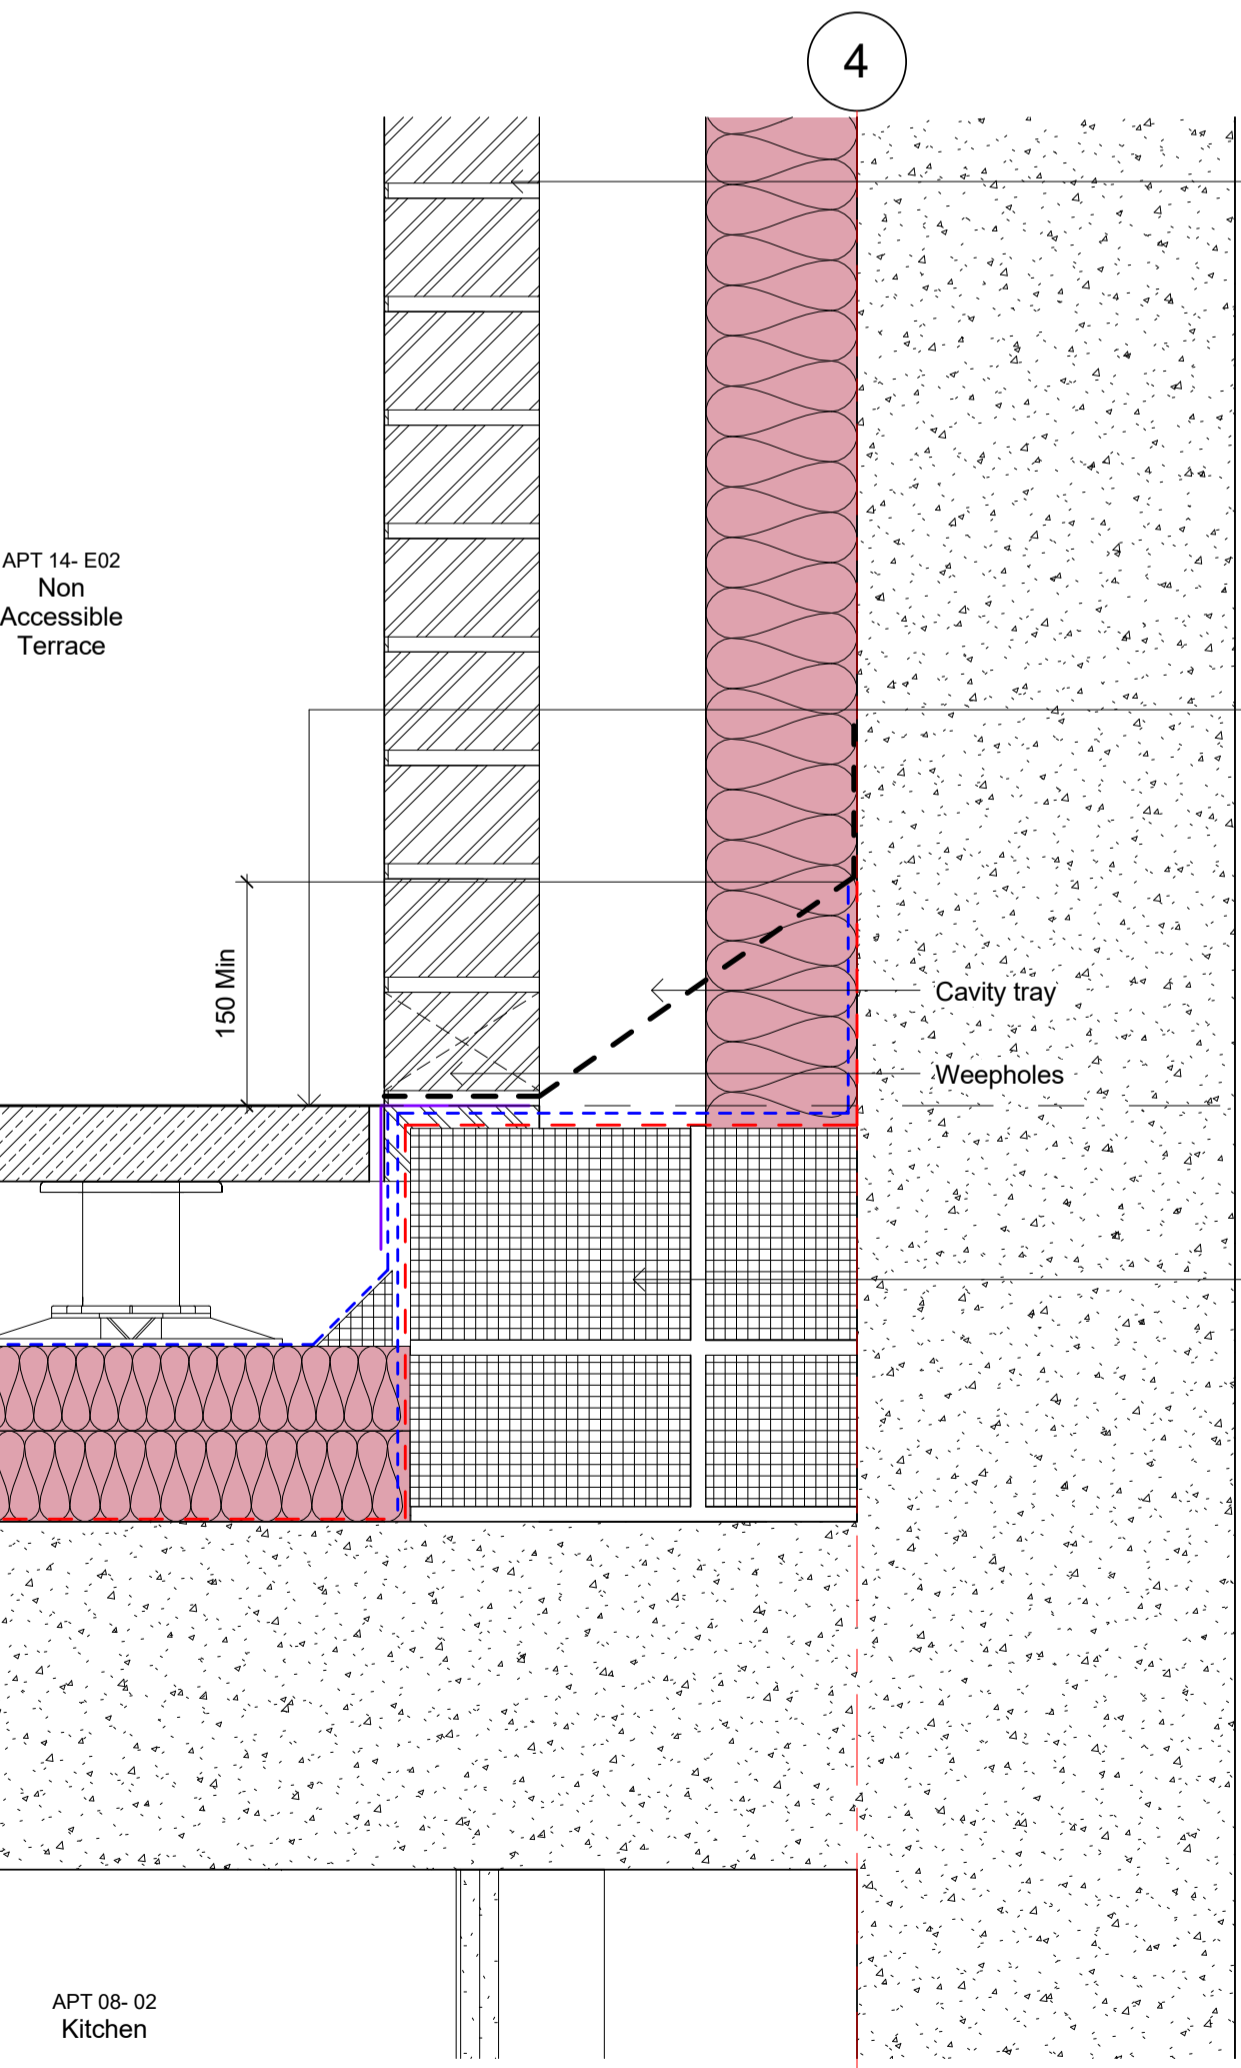 4
APT 14- E02
Non
Accessible
Terrace
150 Min
Cavity tray
Weepholes
APT 08- 02
Kitchen